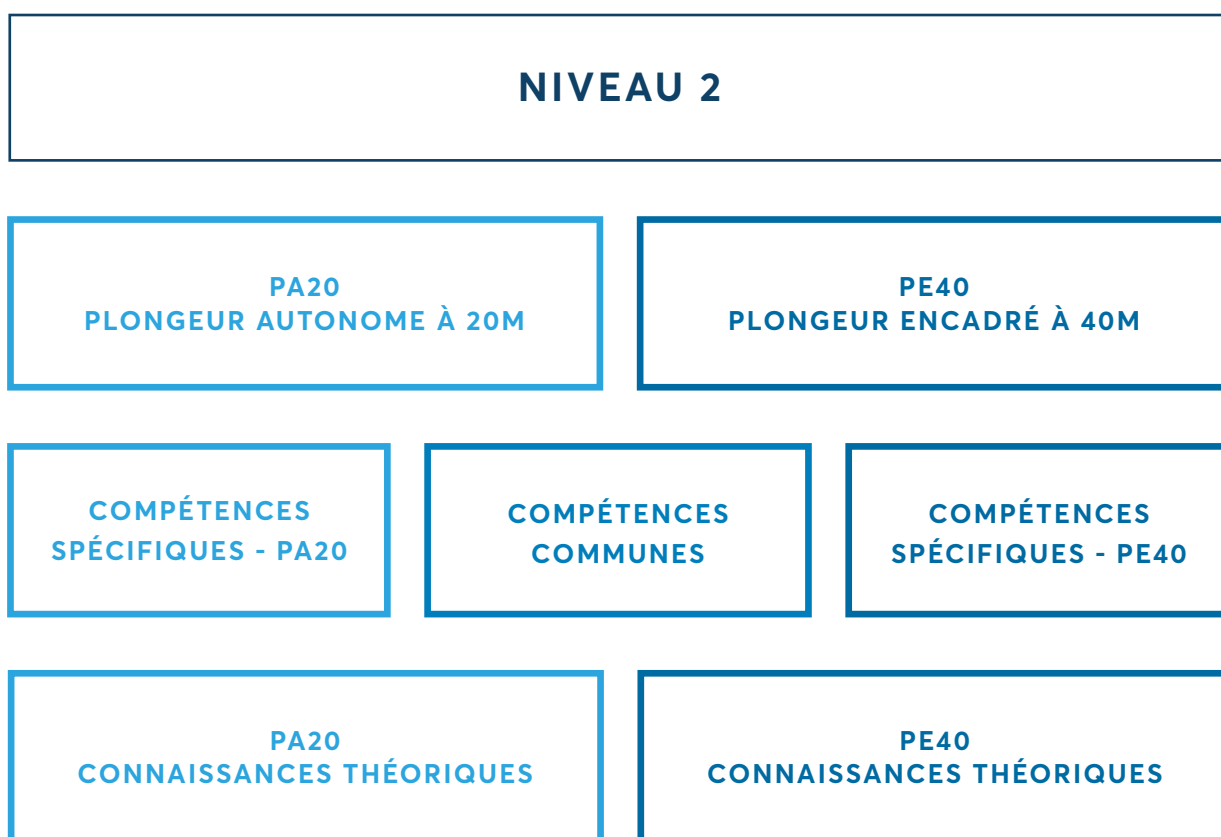 NIVEAU 2
PA20
PLONGEUR AUTONOME À 20M
PE40
PLONGEUR ENCADRÉ À 40M
COMPÉTENCES
SPÉCIFIQUES - PA20
COMPÉTENCES
COMMUNES
COMPÉTENCES
SPÉCIFIQUES - PE40
PA20
CONNAISSANCES THÉORIQUES
PE40
CONNAISSANCES THÉORIQUES